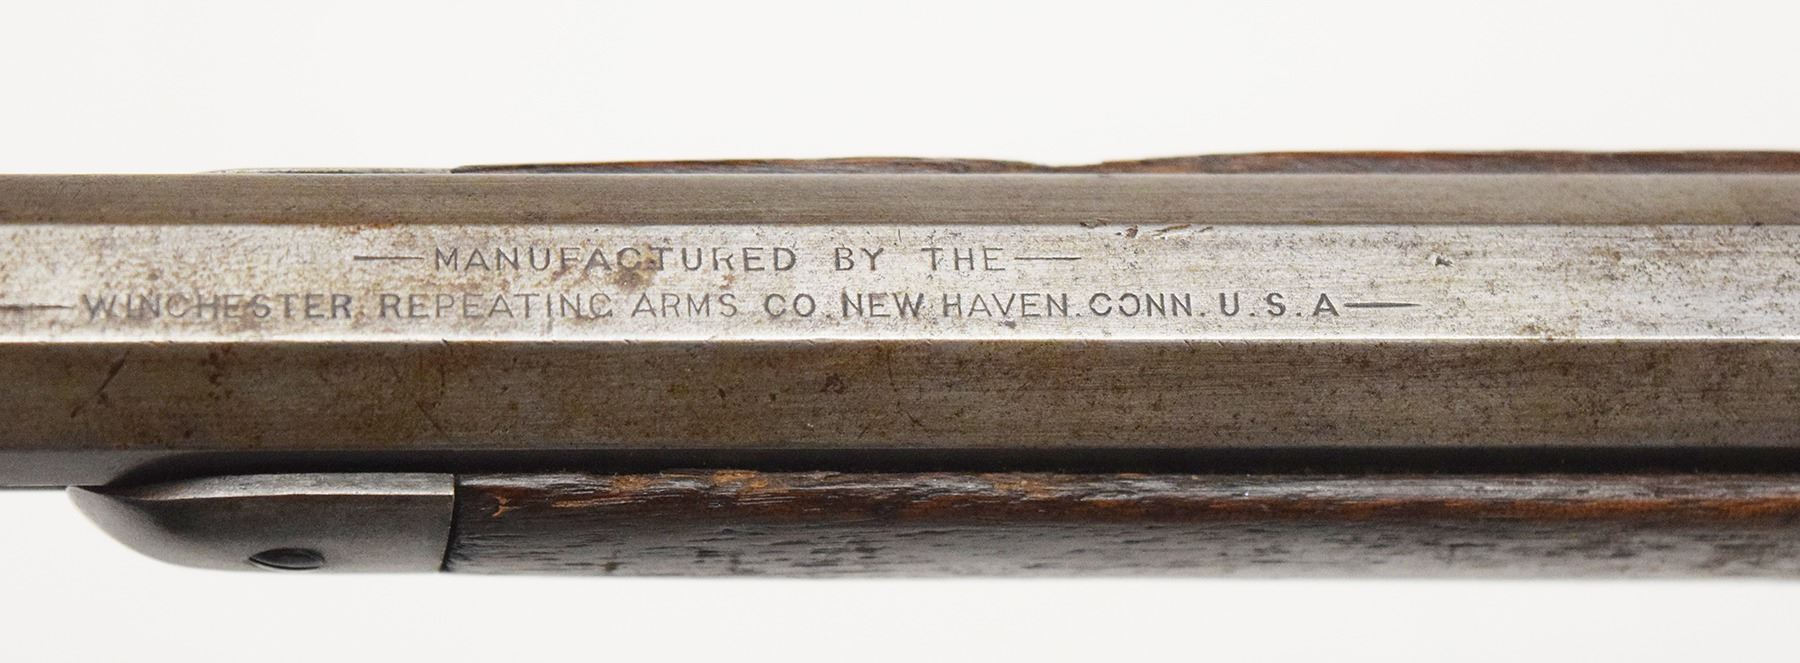 —MANUFACTURED BY THE—
—WINCHESTER. REPEATING ARMS CO. NEW HAVEN. CONN. U.S.A—